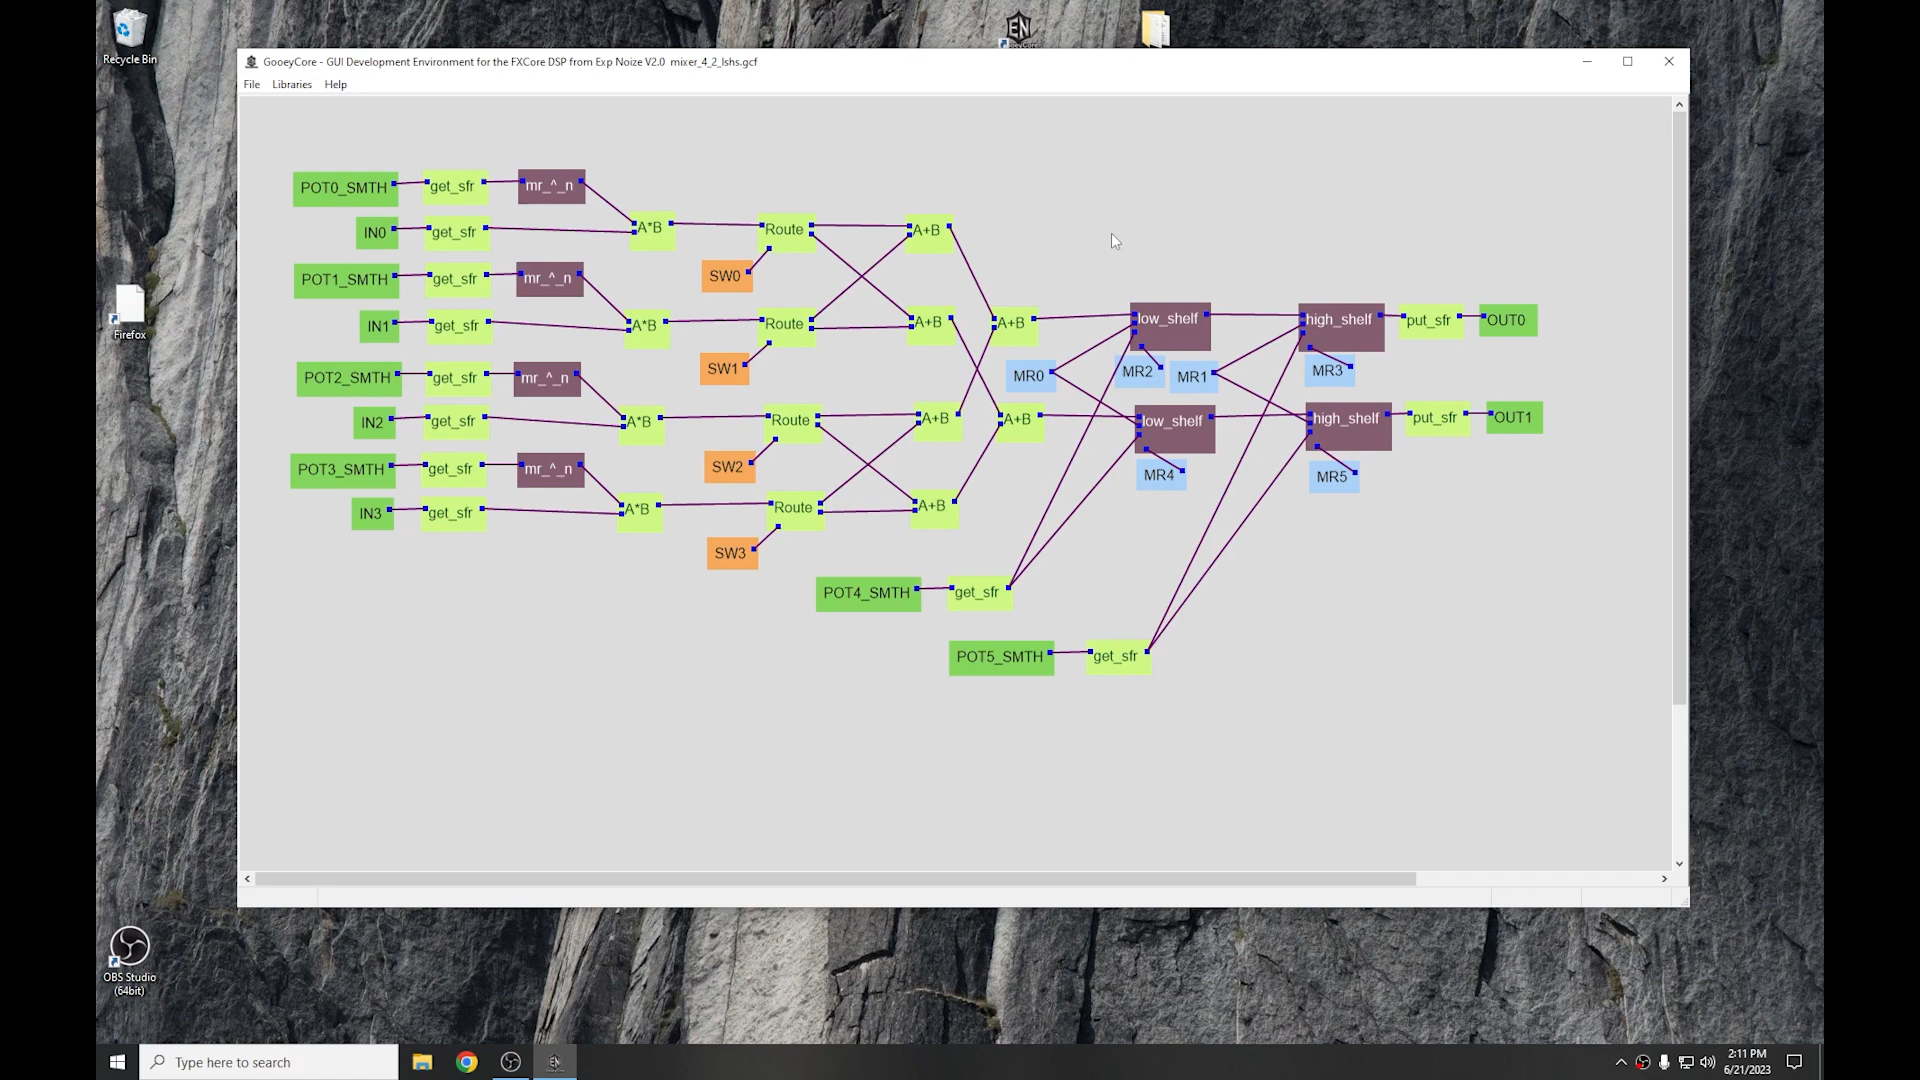 Recycle Bin
GooeyCore
GooeyCore - GUI Development Environment for the FXCore DSP from Exp Noize V2.0 mixer_4_2_lshs.gcf
File Libraries Help
POT0_SMTH get_sfr mr_^_n
IN0 get_sfr A*B Route A+B
SW0
POT1_SMTH get_sfr mr_^_n
IN1 get_sfr A*B Route A+B A+B low_shelf high_shelf put_sfr OUT0
SW1 MR0 MR2 MR1 MR3
POT2_SMTH get_sfr mr_^_n
IN2 get_sfr A*B Route A+B A+B low_shelf high_shelf put_sfr OUT1
SW2 MR4 MR5
POT3_SMTH get_sfr mr_^_n
IN3 get_sfr A*B Route A+B
SW3
POT4_SMTH get_sfr
POT5_SMTH get_sfr
Firefox
OBS Studio
(64bit)
Type here to search
2:11 PM
6/21/2023